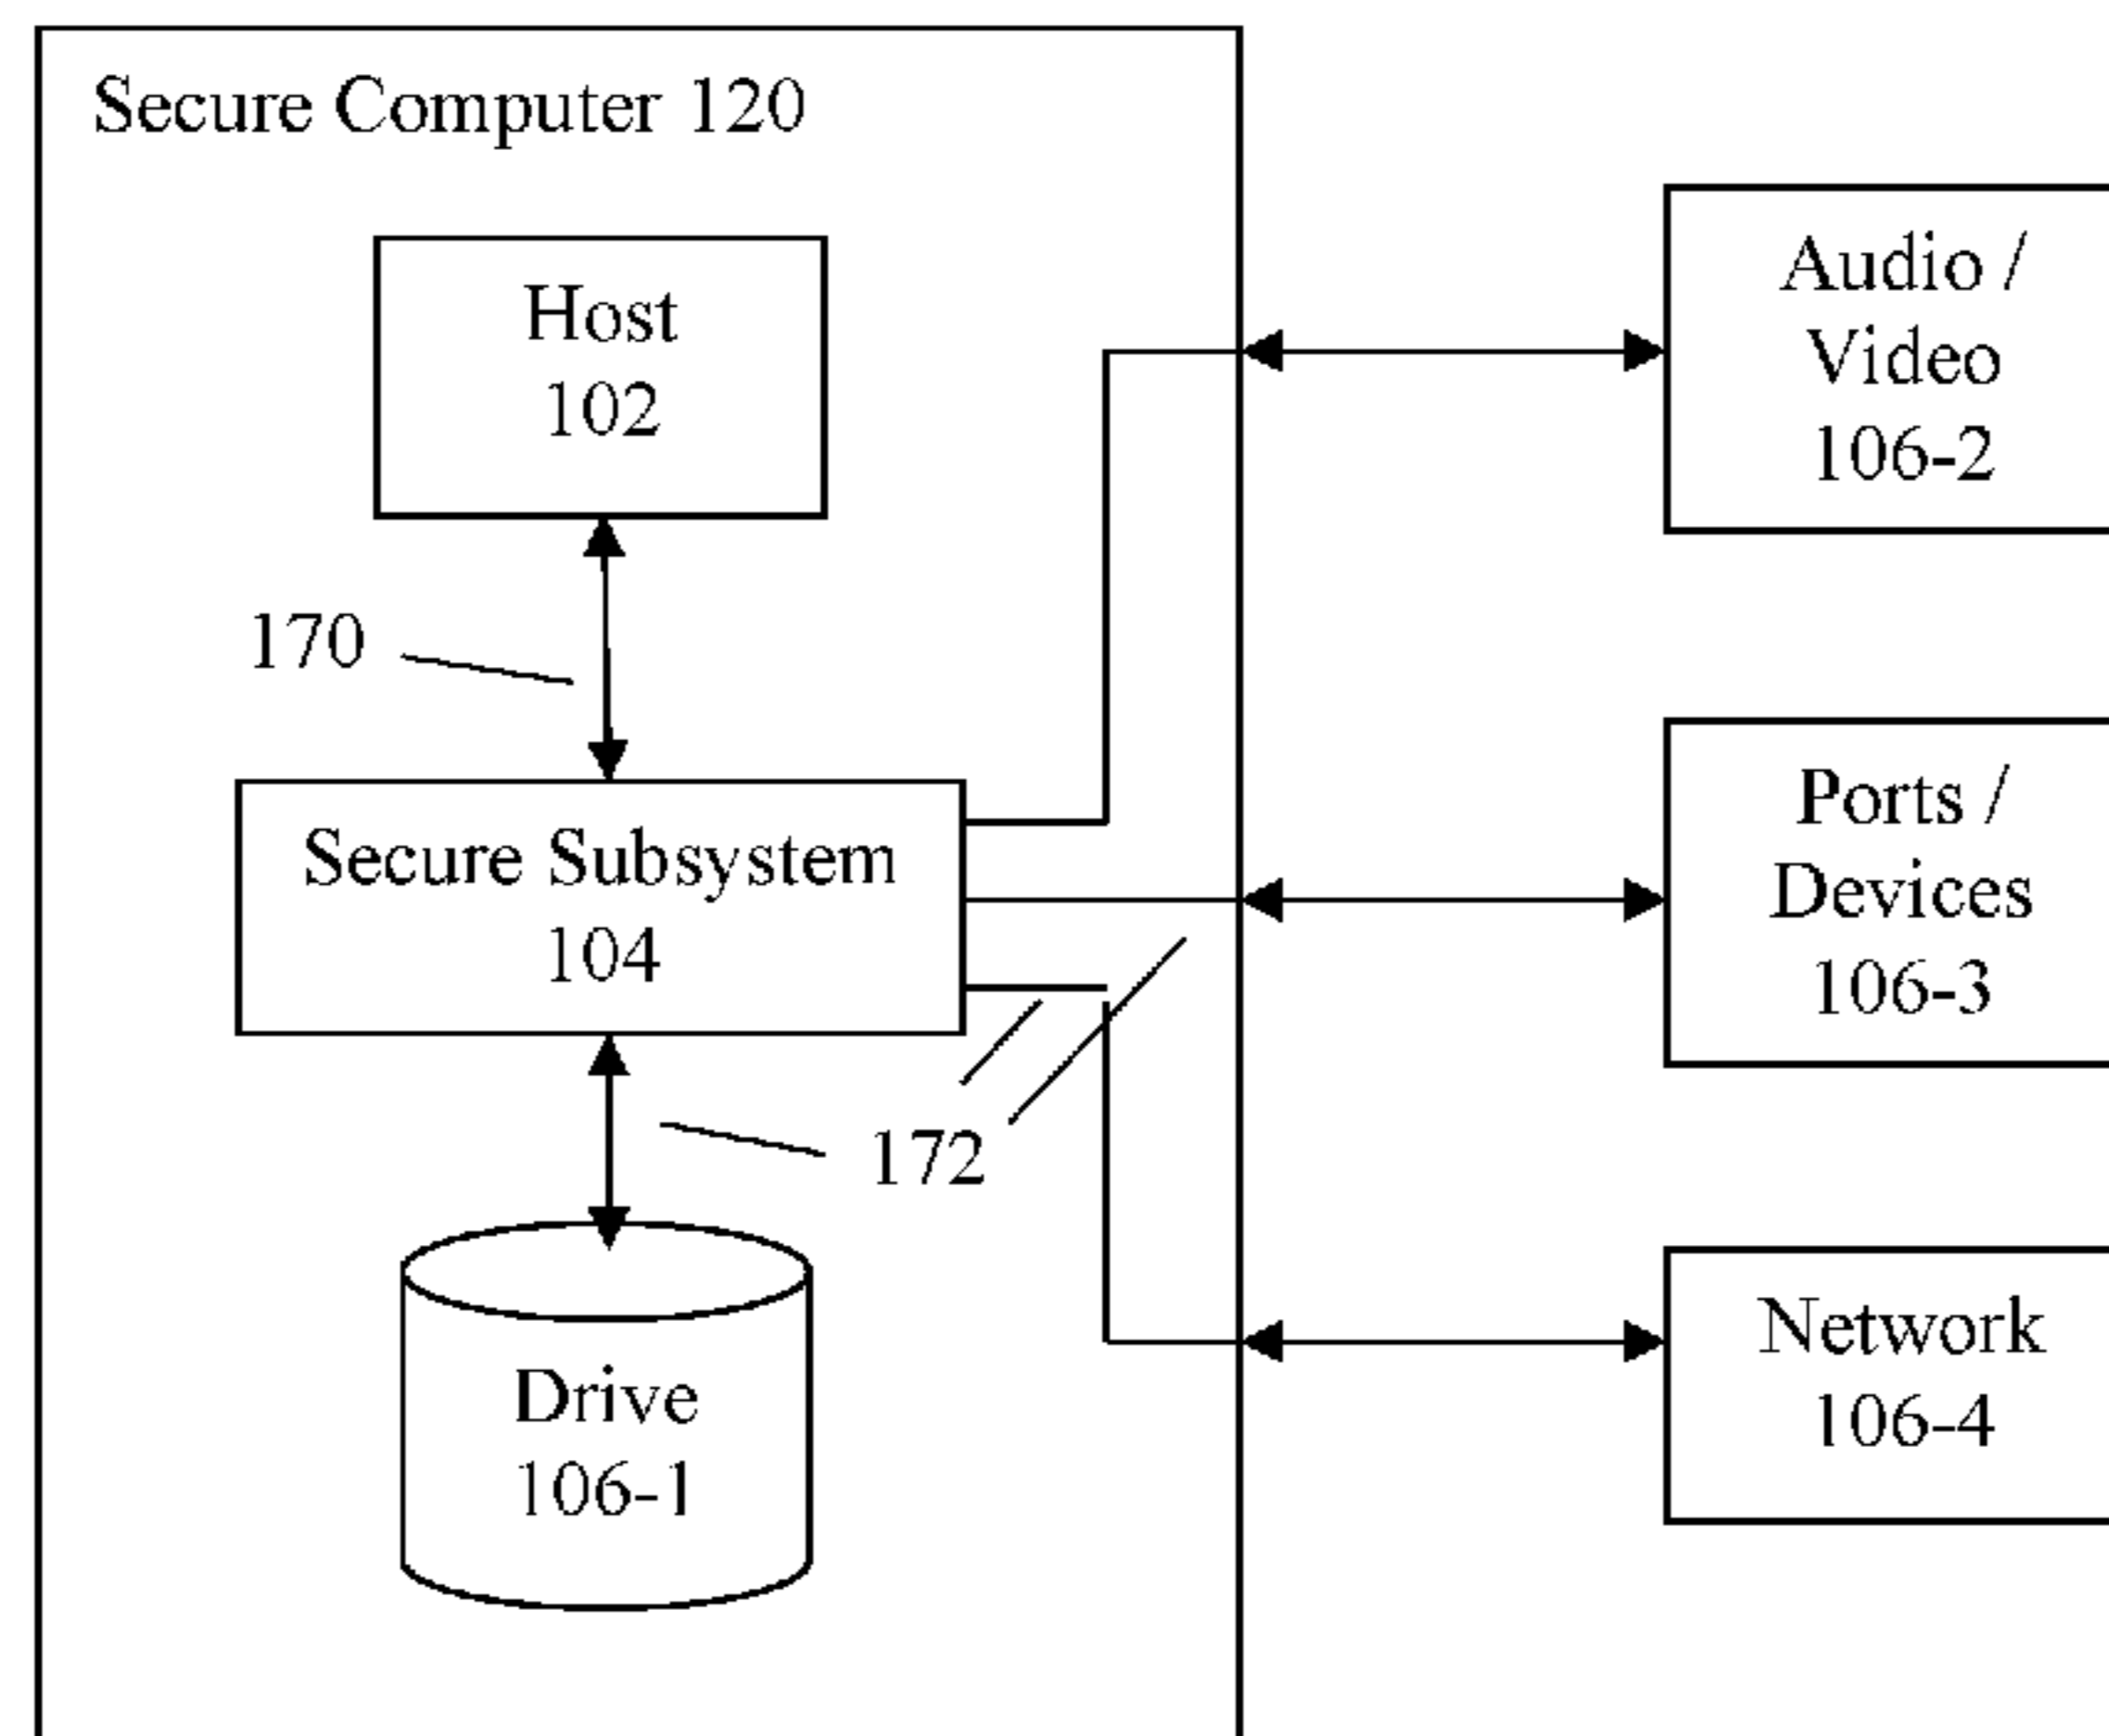 Secure Computer 120
Host
102
170
Secure Subsystem
104
172
Drive
106-1
Audio /
Video
106-2
Ports /
Devices
106-3
Network
106-4